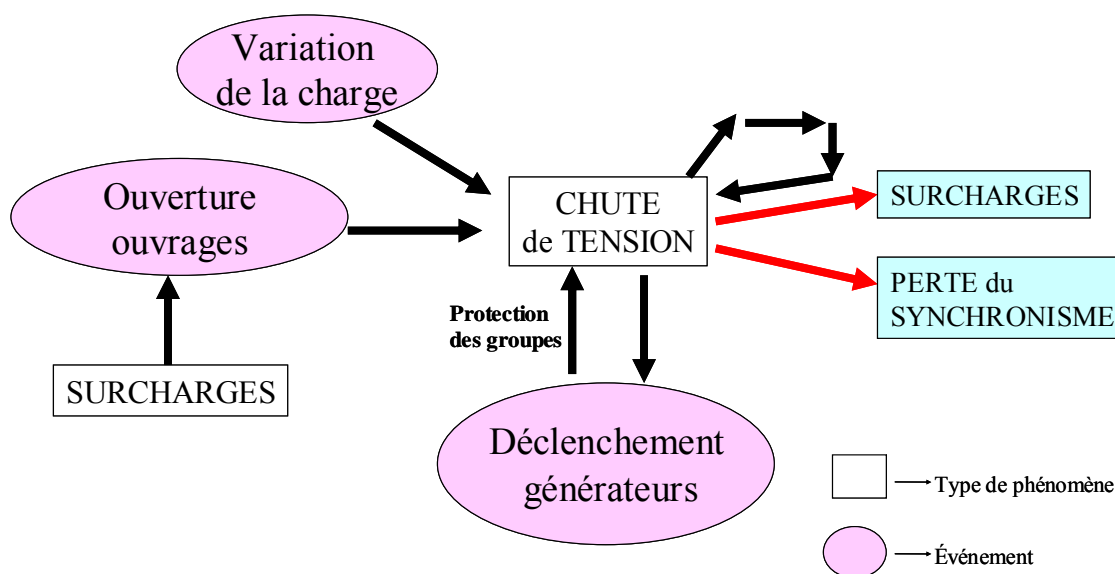 Variation
de la charge
Ouverture
ouvrages
CHUTE
de TENSION
SURCHARGES
PERTE du
SYNCHRONISME
Protection
des groupes
SURCHARGES
Déclenchement
générateurs
Type de phénomène
Événement